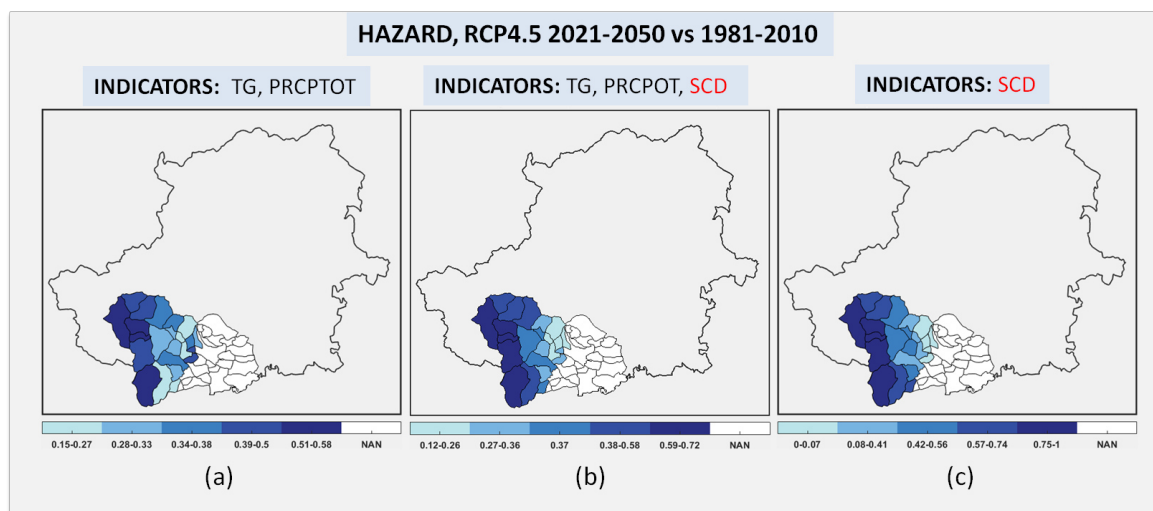 HAZARD, RCP4.5 2021-2050 vs 1981-2010
INDICATORS: TG, PRCPTOT
INDICATORS: TG, PRCPOT, SCD
INDICATORS: SCD
0.15-0.27 0.28-0.33 0.34-0.38 0.39-0.5 0.51-0.58 NAN
0.12-0.26 0.27-0.36 0.37 0.38-0.58 0.59-0.72 NAN
0-0.07 0.08-0.41 0.42-0.56 0.57-0.74 0.75-1 NAN
(a)
(b)
(c)